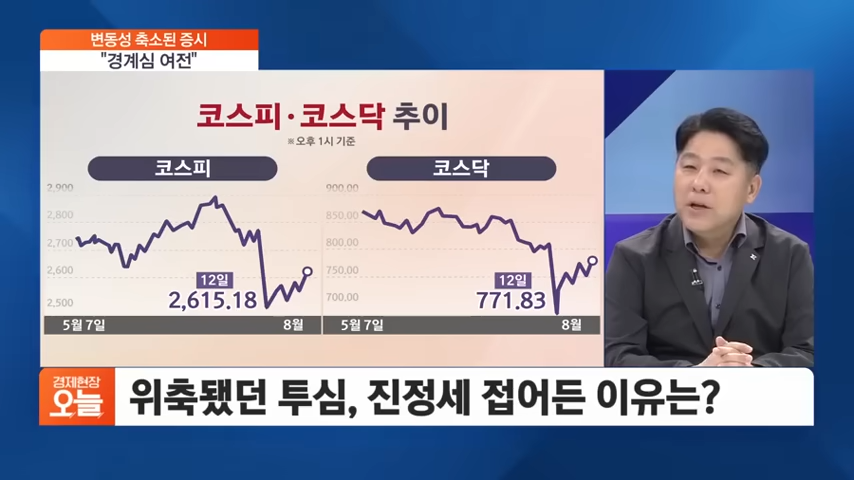 변동성 축소된 증시
"경계심 여전"
코스피·코스닥 추이
※오후 1시 기준
코스피
2,900
2,800
2,700
2,600
2,500
12일
2,615.18
5월 7일
8월
코스닥
900.00
850.00
800.00
750.00
700.00
12일
771.83
5월 7일
8월
경제현장
오늘
위축됐던 투심, 진정세 접어든 이유는?